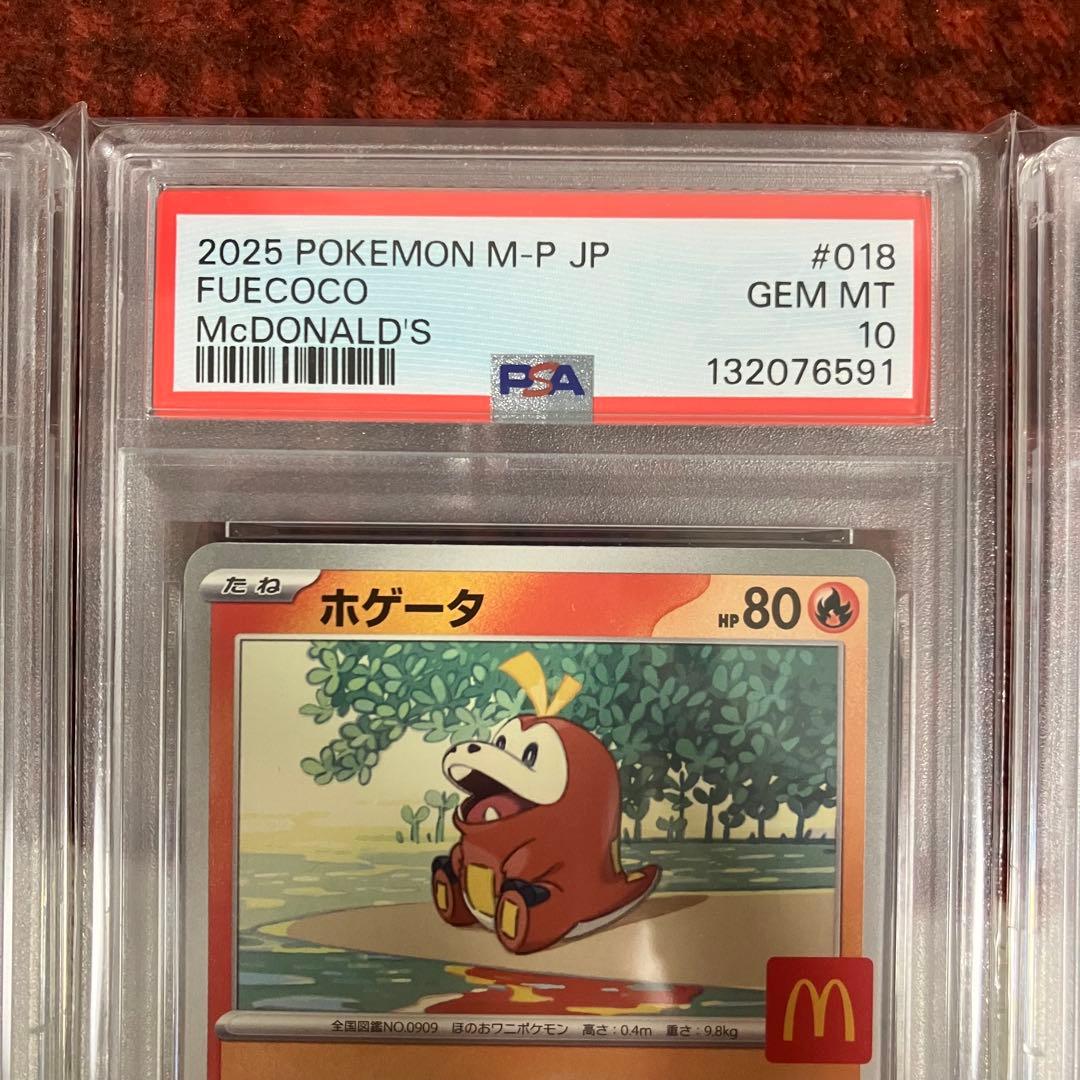 2025 POKEMON M-P JP #018
FUECOCO GEM MT
McDONALD'S 10
PSA 132076591
たね ホゲータ HP 80
全国図鑑NO.0909 ほのおワニポケモン 高さ:0.4m 重さ:9.8kg
M